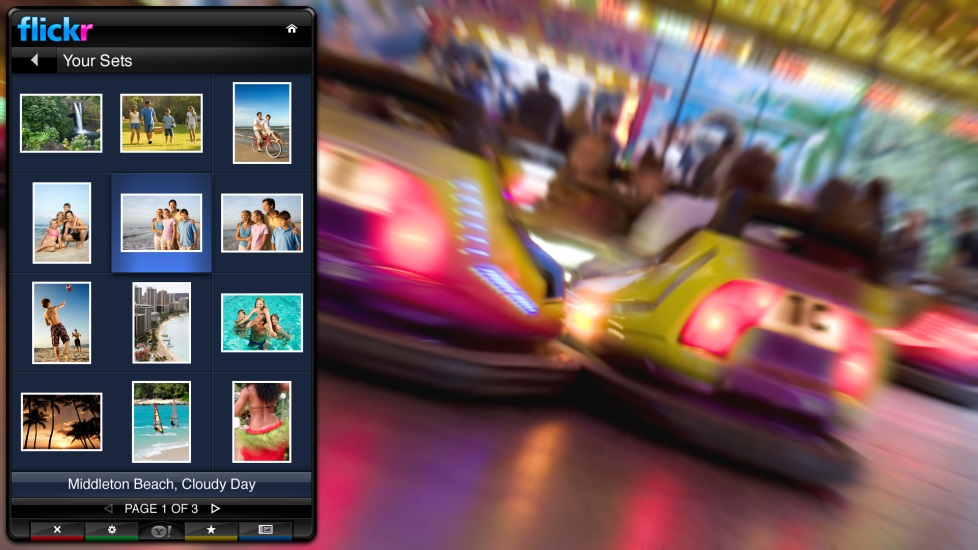 flickr
Your Sets
Middleton Beach, Cloudy Day
PAGE 1 OF 3
Y!